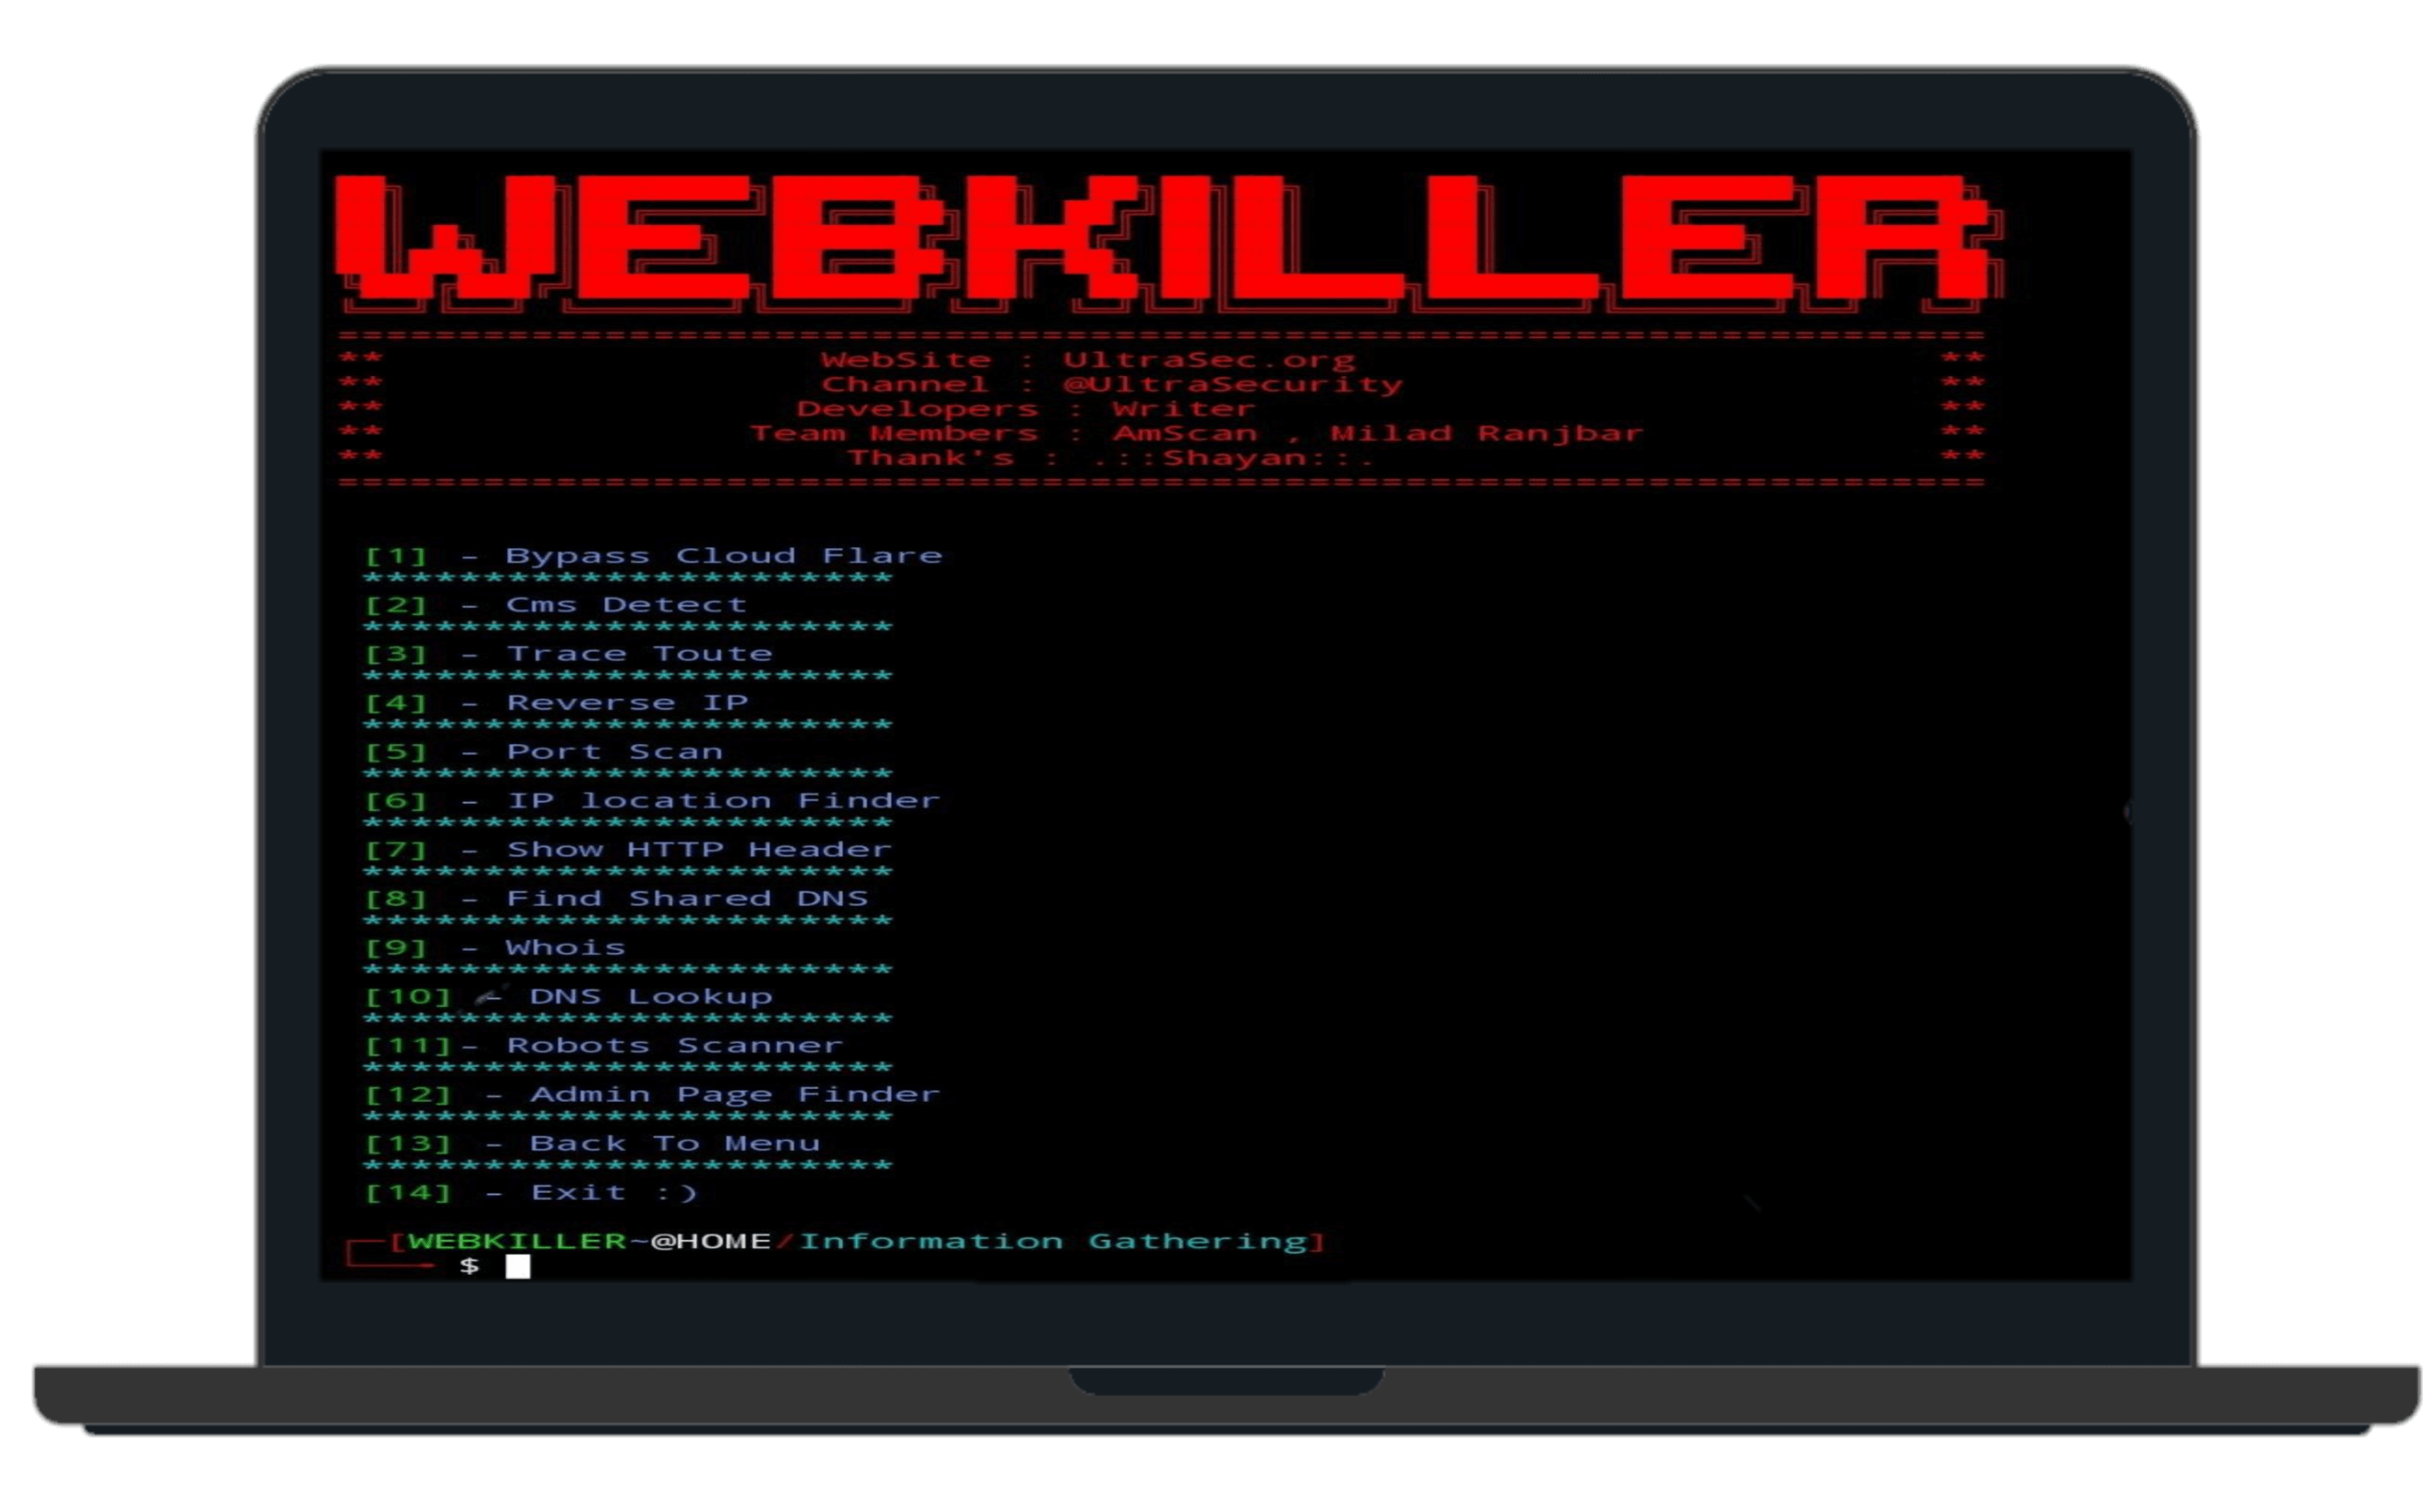 WEBKILLER
====================================================================
** WebSite : UltraSec.org **
** Channel : @UltraSecurity **
** Developers : Writer **
** Team Members : AmScan , Milad Ranjbar **
** Thank's : .::Shayan::. **
====================================================================
[1] - Bypass Cloud Flare
**********************
[2] - Cms Detect
**********************
[3] - Trace Toute
**********************
[4] - Reverse IP
**********************
[5] - Port Scan
**********************
[6] - IP location Finder
**********************
[7] - Show HTTP Header
**********************
[8] - Find Shared DNS
**********************
[9] - Whois
**********************
[10] - DNS Lookup
**********************
[11]- Robots Scanner
**********************
[12] - Admin Page Finder
**********************
[13] - Back To Menu
**********************
[14] - Exit :)
[WEBKILLER~@HOME/Information Gathering]
$